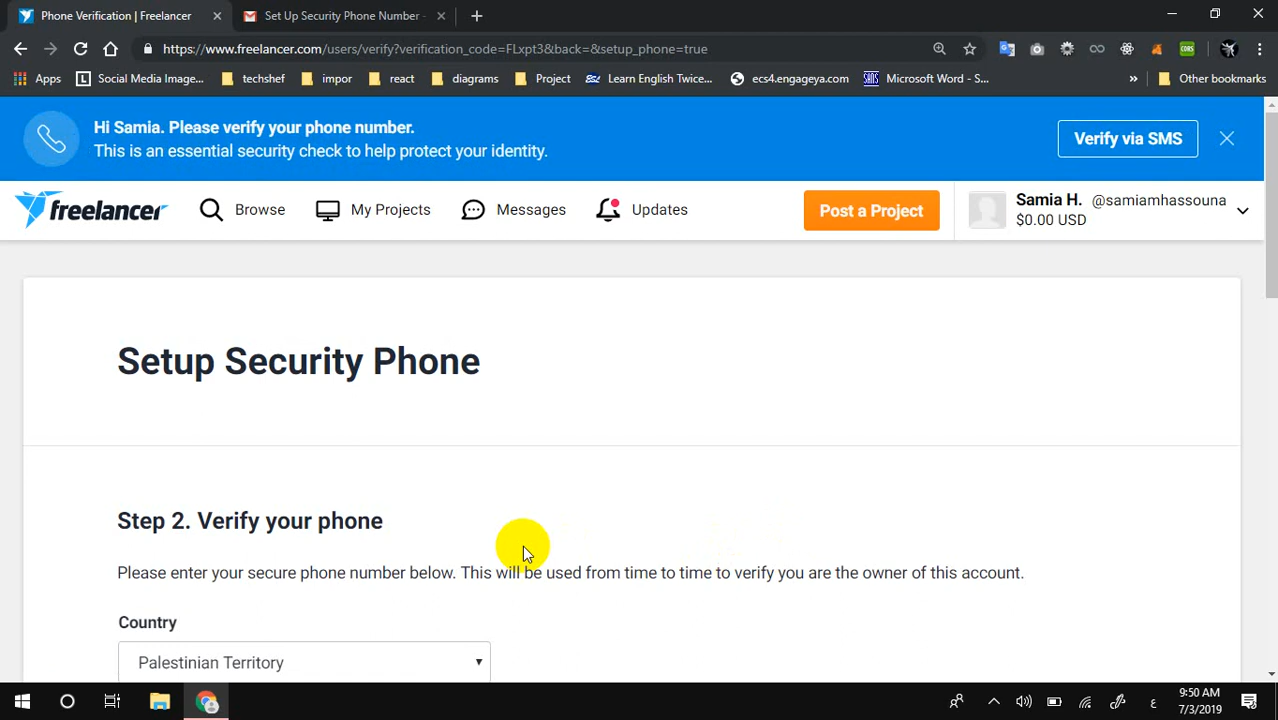 Phone Verification | Freelancer
Set Up Security Phone Number -
https://www.freelancer.com/users/verify?verification_code=FLxpt3&back=&setup_phone=true
Apps
Social Media Image...
techshef
impor
react
diagrams
Project
Learn English Twice...
ecs4.engageya.com
Microsoft Word - S...
»
Other bookmarks
Hi Samia. Please verify your phone number.
This is an essential security check to help protect your identity.
Verify via SMS
freelancer
Browse
My Projects
Messages
Updates
Post a Project
Samia H. @samiamhassouna
$0.00 USD
Setup Security Phone
Step 2. Verify your phone
Please enter your secure phone number below. This will be used from time to time to verify you are the owner of this account.
Country
Palestinian Territory
ع
9:50 AM
7/3/2019